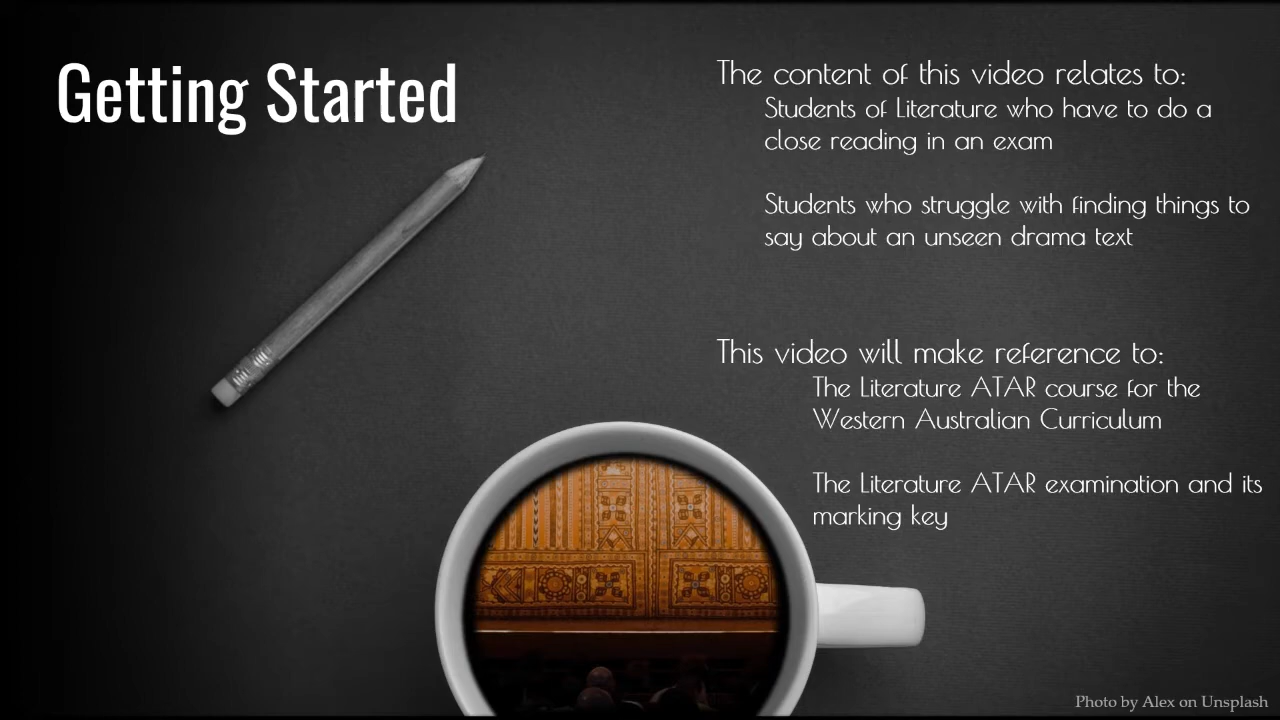 Getting Started
The content of this video relates to:
Students of Literature who have to do a
close reading in an exam
Students who struggle with finding things to
say about an unseen drama text
This video will make reference to:
The Literature ATAR course for the
Western Australian Curriculum
The Literature ATAR examination and its
marking key
Photo by Alex on Unsplash